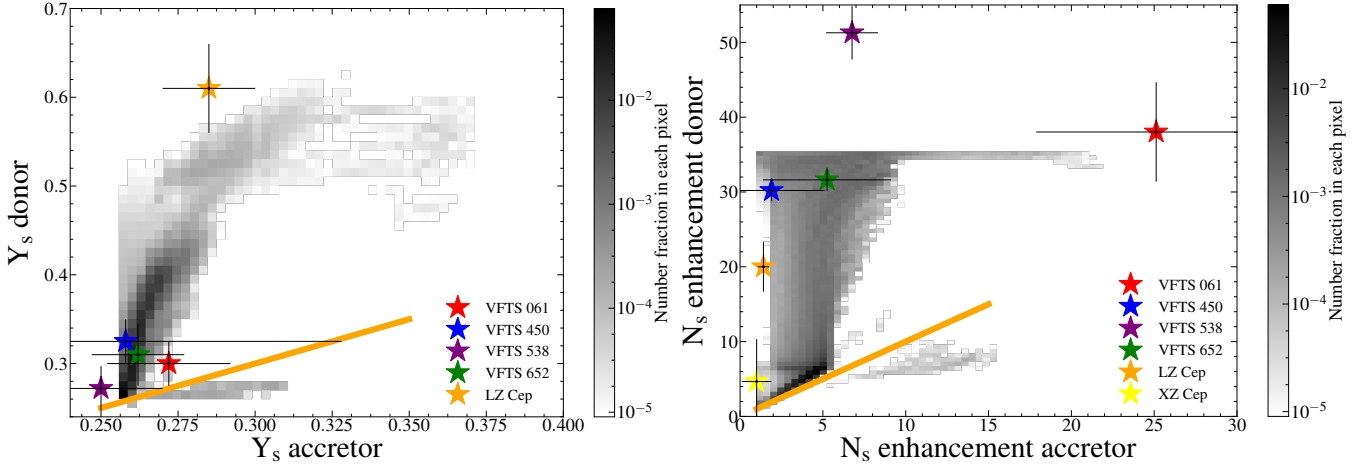 0.7
0.6
0.5
0.4
0.3
0.250
0.275
0.300
0.325
0.350
0.375
0.400
Y_s donor
Y_s accretor
VFTS 061
VFTS 450
VFTS 538
VFTS 652
LZ Cep
10^{-2}
10^{-3}
10^{-4}
10^{-5}
Number fraction in each pixel
50
40
30
20
10
0
0
5
10
15
20
25
30
N_s enhancement donor
N_s enhancement accretor
VFTS 061
VFTS 450
VFTS 538
VFTS 652
LZ Cep
XZ Cep
10^{-2}
10^{-3}
10^{-4}
10^{-5}
Number fraction in each pixel